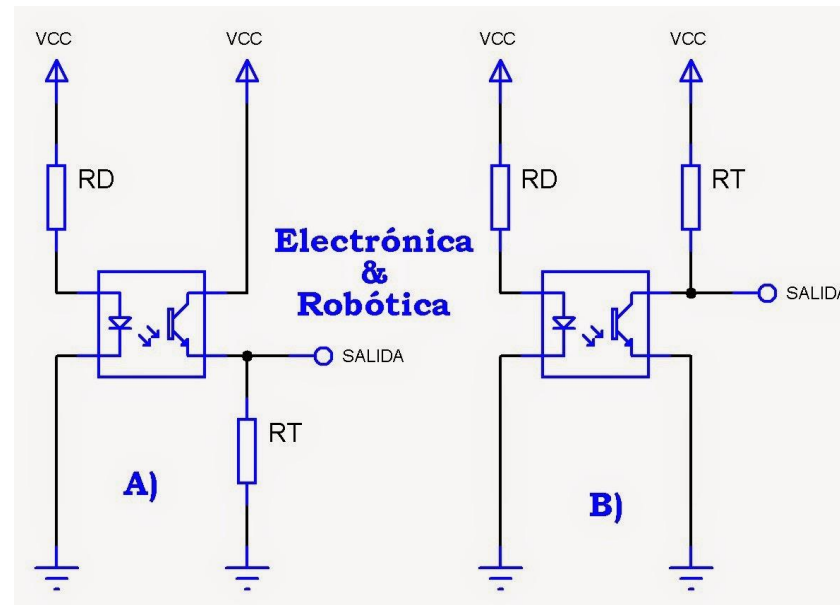 VCC
VCC
RD
SALIDA
RT
A)
Electrónica
&
Robótica
VCC
VCC
RD
RT
SALIDA
B)